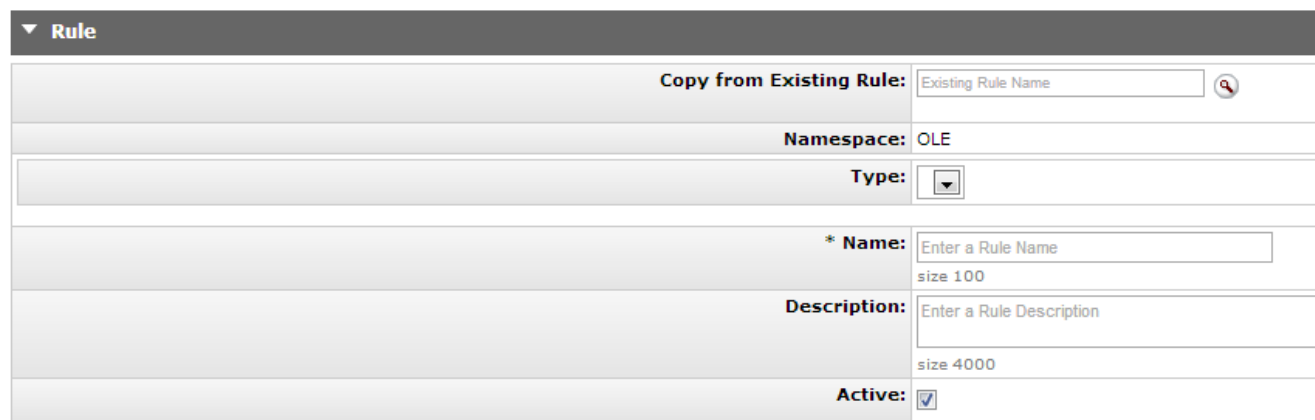 Rule
Copy from Existing Rule: Existing Rule Name
Namespace: OLE
Type:
* Name: Enter a Rule Name
size 100
Description: Enter a Rule Description
size 4000
Active: